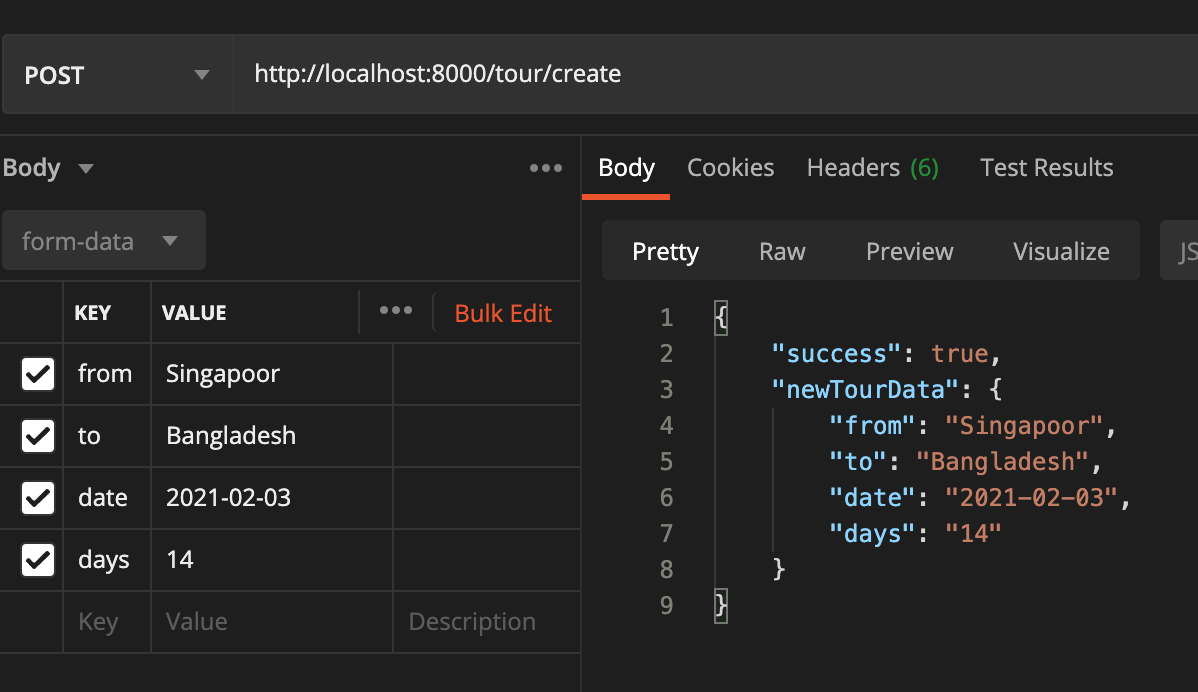 POST http://localhost:8000/tour/create
Body
form-data
KEY VALUE Bulk Edit
from Singapoor
to Bangladesh
date 2021-02-03
days 14
Key Value Description
Body Cookies Headers (6) Test Results
Pretty Raw Preview Visualize JS
1 {
2 "success": true,
3 "newTourData": {
4 "from": "Singapoor",
5 "to": "Bangladesh",
6 "date": "2021-02-03",
7 "days": "14"
8 }
9 }